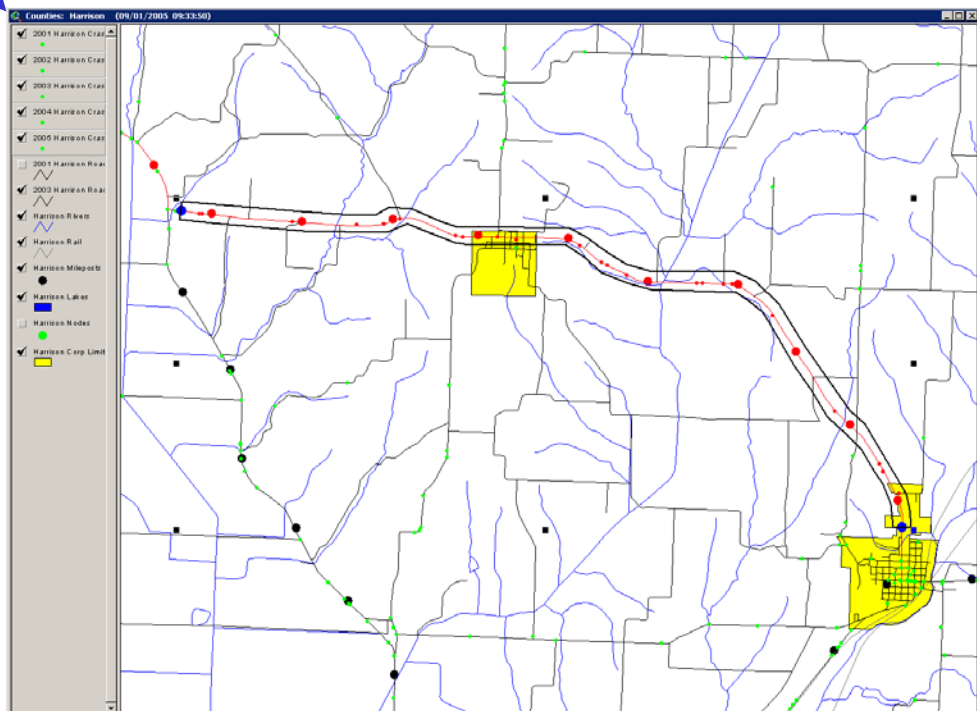 Counties: Harrison (09/01/2005 09:33:50)
2001 Harrison Cras
2002 Harrison Cras
2003 Harrison Cras
2004 Harrison Cras
2005 Harrison Cras
2001 Harrison Road
2003 Harrison Road
Harrison Rivers
Harrison Rail
Harrison Mileposts
Harrison Lakes
Harrison Nodes
Harrison Corp Limit